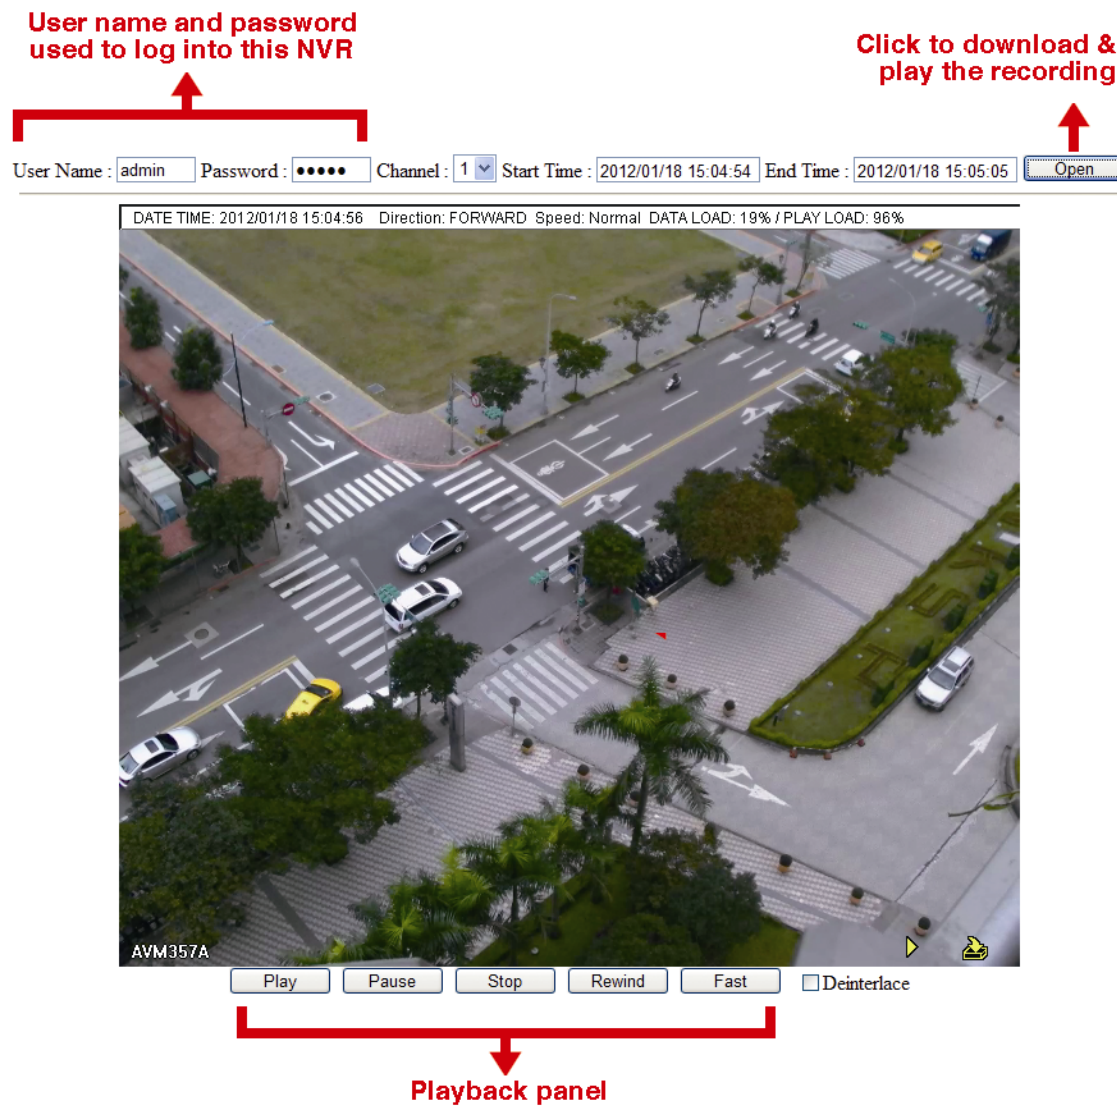 User name and password
used to log into this NVR
Click to download &
play the recording
User Name : admin Password : ●●●●● Channel : 1 Start Time : 2012/01/18 15:04:54 End Time : 2012/01/18 15:05:05 Open
DATE TIME: 2012/01/18 15:04:56 Direction: FORWARD Speed: Normal DATA LOAD: 19% / PLAY LOAD: 96%
AVM357A
Play Pause Stop Rewind Fast Deinterlace
Playback panel